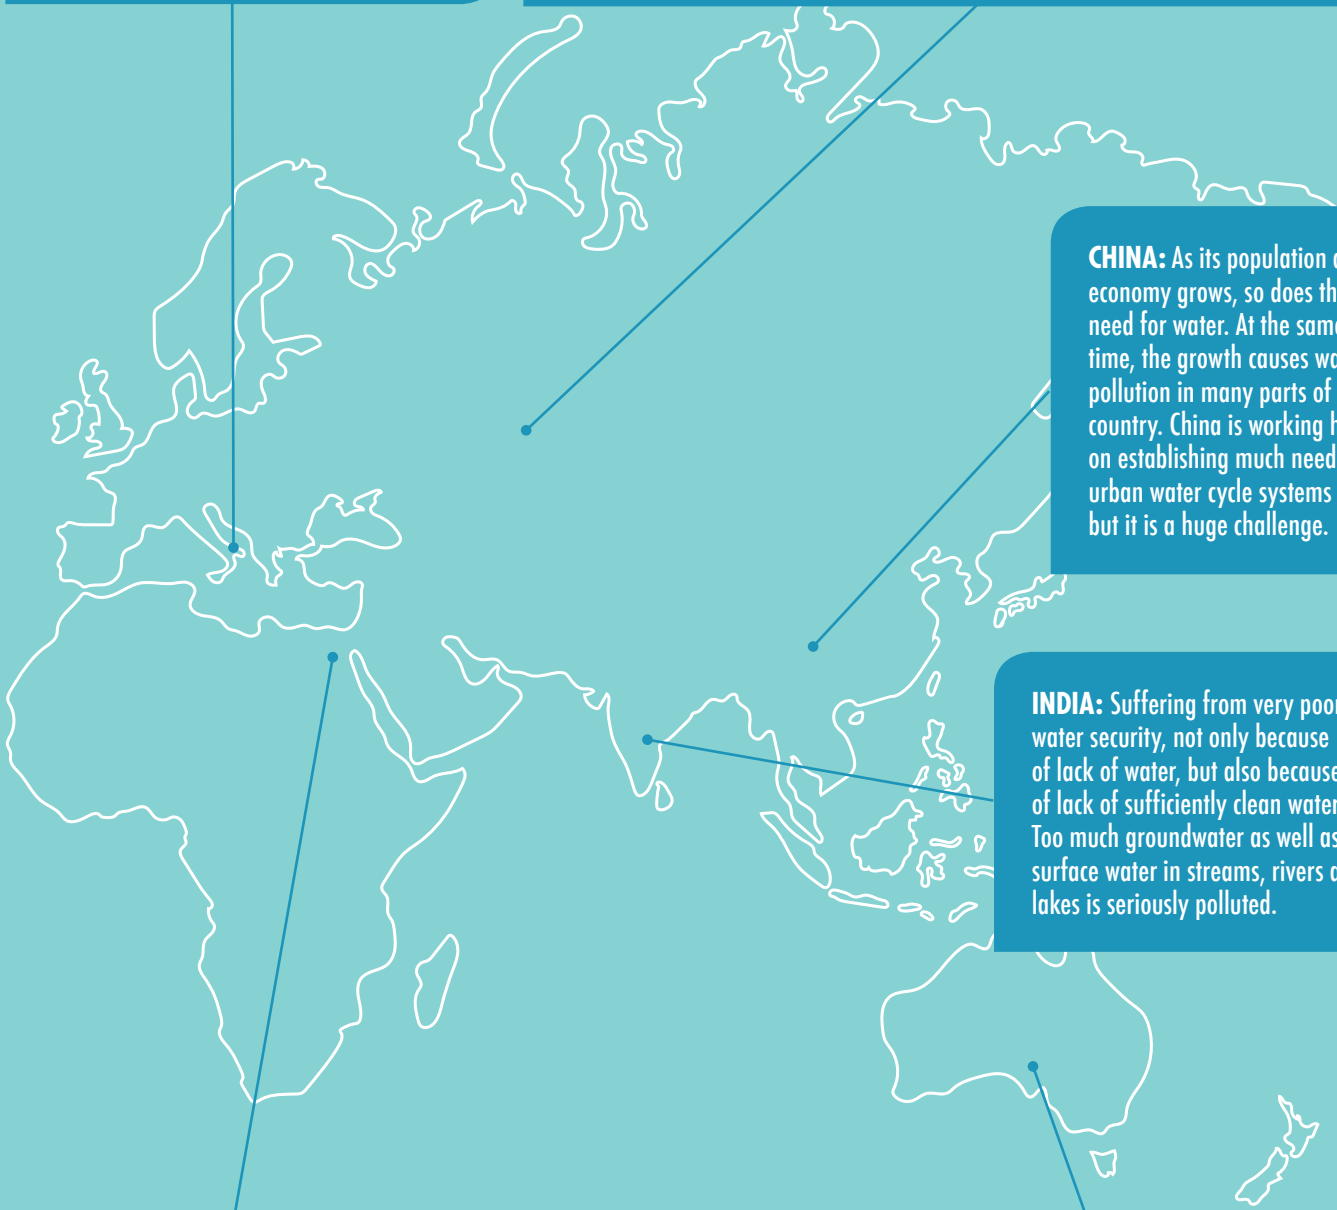 CHINA: As its population
economy grows, so does
need for water. At the same
time, the growth causes
pollution in many parts of
country. China is working
on establishing much
urban water cycle systems
but it is a huge challenge.
INDIA: Suffering from very poor
water security, not only because
of lack of water, but also because
of lack of sufficiently clean water
Too much groundwater as well as
surface water in streams, rivers
lakes is seriously polluted.